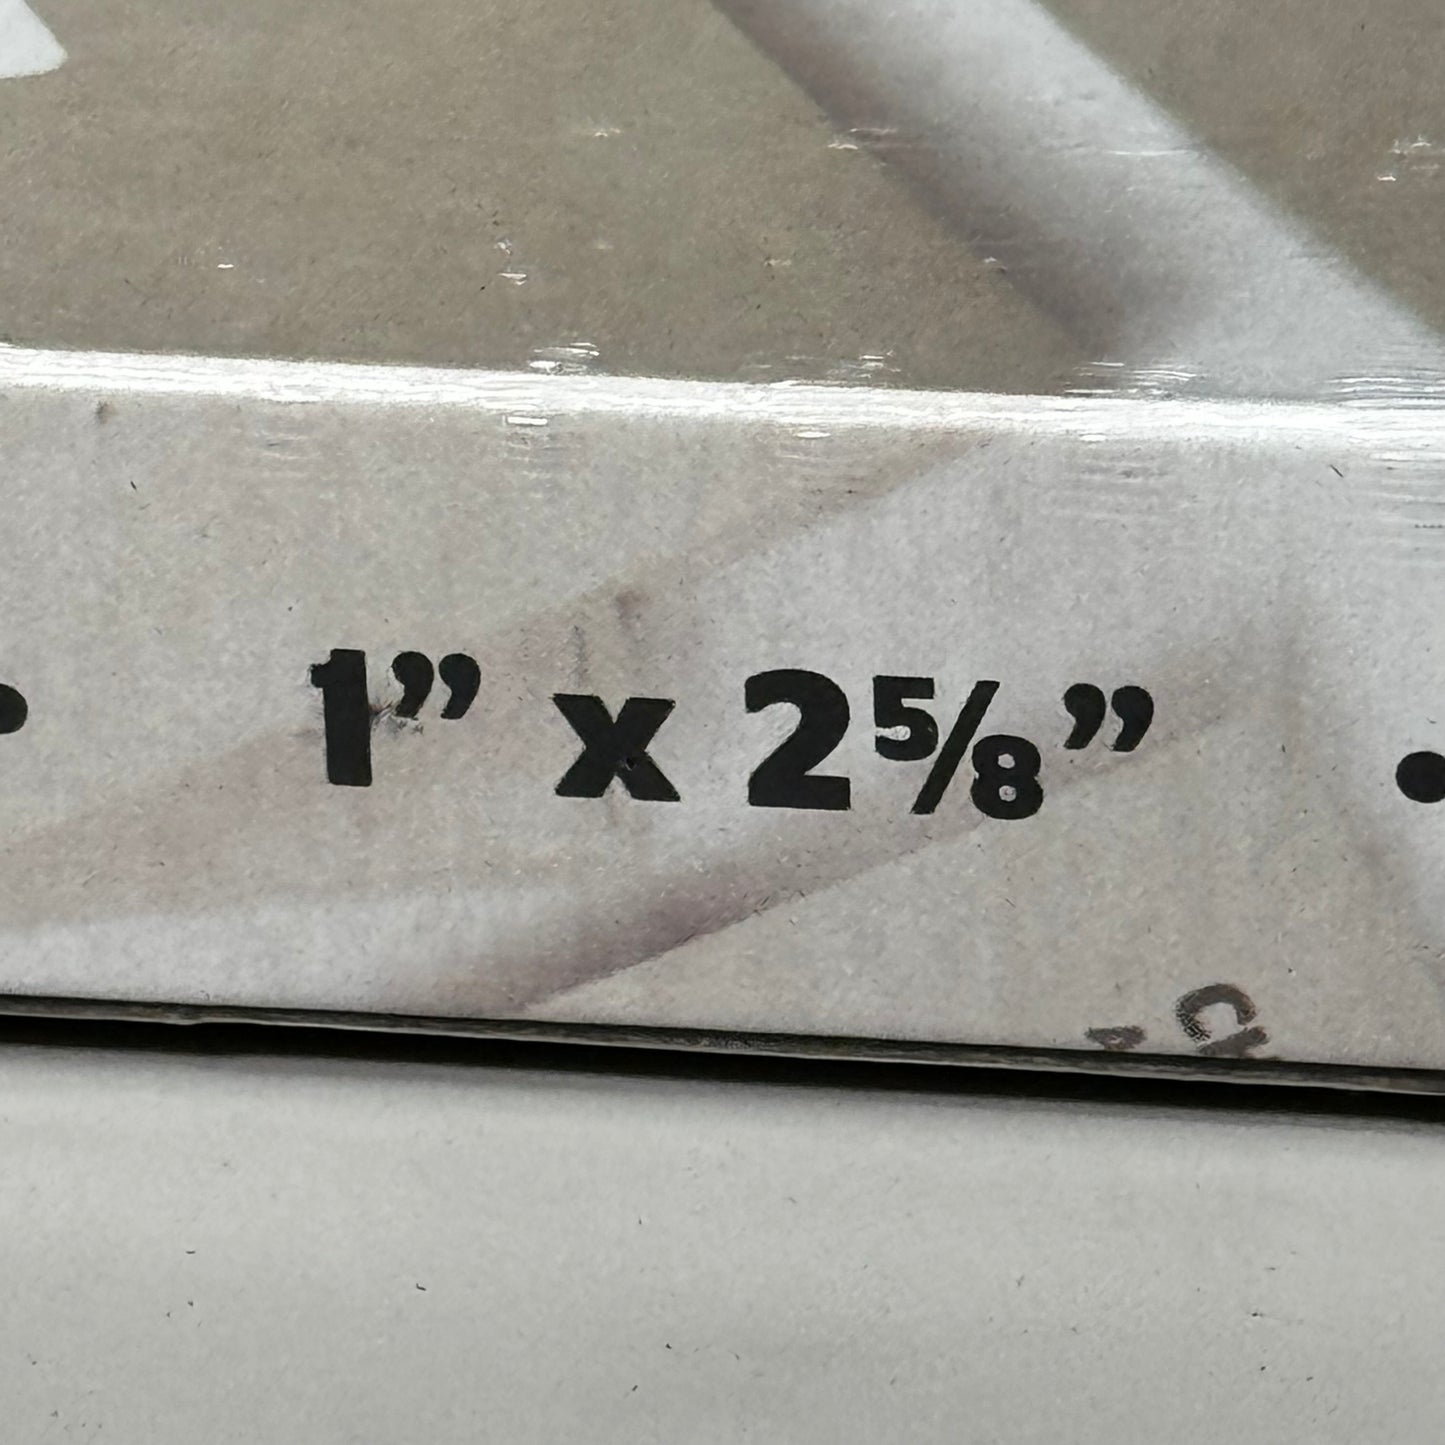 • 1” x 2⅝” •